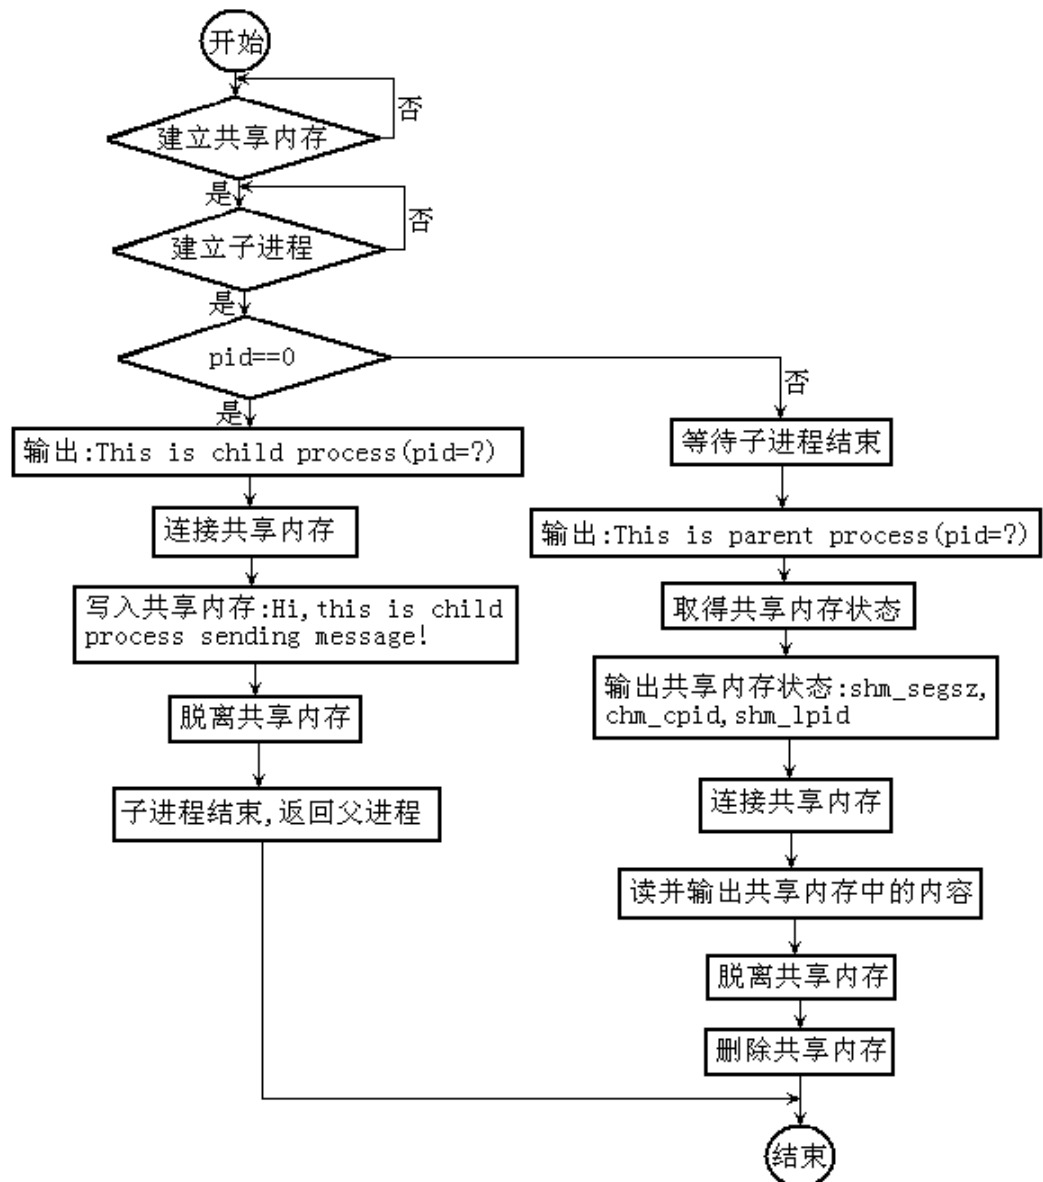 开始
否
建立共享内存
是
否
建立子进程
是
pid==0
否
是
输出:This is child process(pid=?)
等待子进程结束
连接共享内存
输出:This is parent process(pid=?)
写入共享内存:Hi,this is child
process sending message!
取得共享内存状态
脱离共享内存
输出共享内存状态:shm_segsz,
chm_cpid,shm_lpid
子进程结束,返回父进程
连接共享内存
读并输出共享内存中的内容
脱离共享内存
删除共享内存
结束